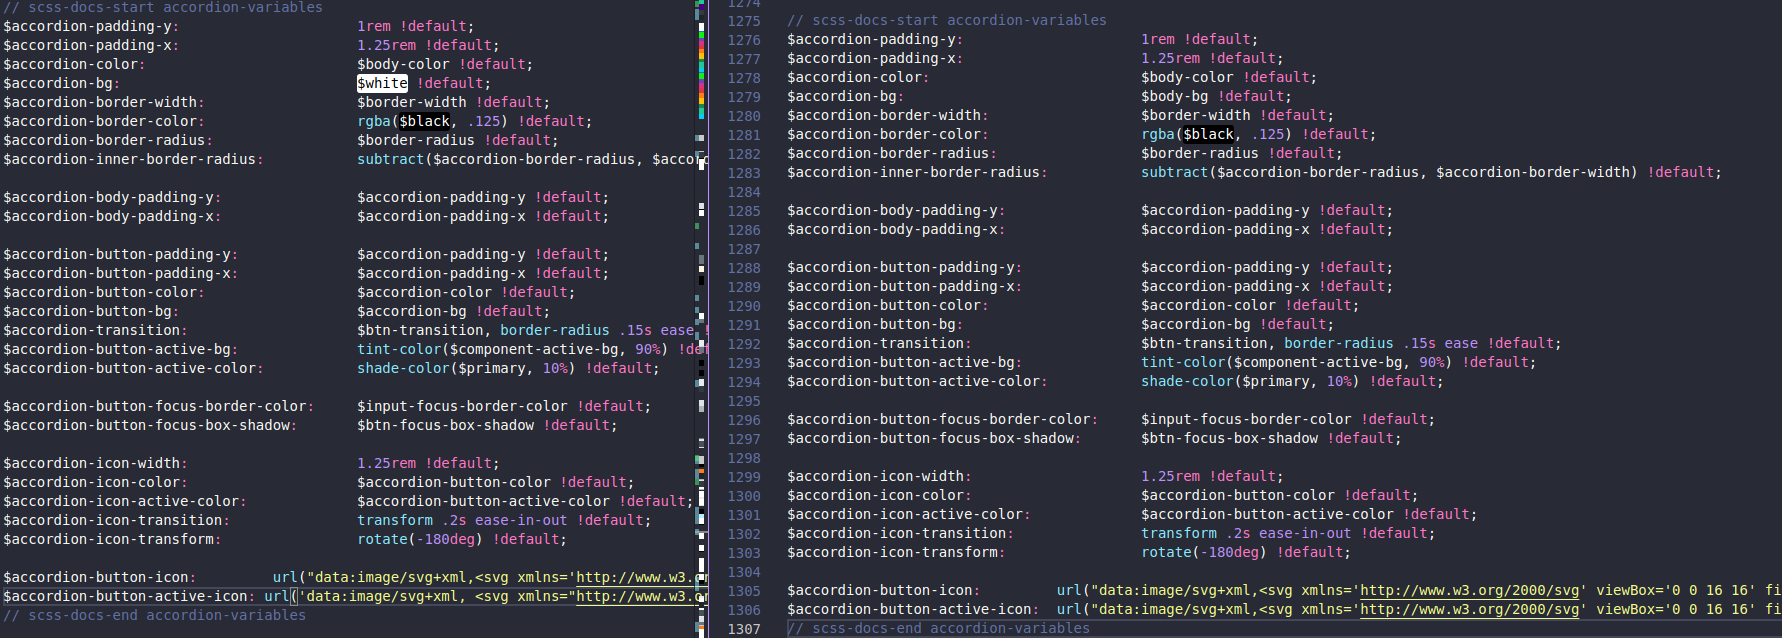 // scss-docs-start accordion-variables
$accordion-padding-y: 1rem !default;
$accordion-padding-x: 1.25rem !default;
$accordion-color: $body-color !default;
$accordion-bg: $white !default;
$accordion-border-width: $border-width !default;
$accordion-border-color: rgba($black, .125) !default;
$accordion-border-radius: $border-radius !default;
$accordion-inner-border-radius: subtract($accordion-border-radius, $accor
$accordion-body-padding-y: $accordion-padding-y !default;
$accordion-body-padding-x: $accordion-padding-x !default;
$accordion-button-padding-y: $accordion-padding-y !default;
$accordion-button-padding-x: $accordion-padding-x !default;
$accordion-button-color: $accordion-color !default;
$accordion-button-bg: $accordion-bg !default;
$accordion-transition: $btn-transition, border-radius .15s ease !
$accordion-button-active-bg: tint-color($component-active-bg, 90%) !def
$accordion-button-active-color: shade-color($primary, 10%) !default;
$accordion-button-focus-border-color: $input-focus-border-color !default;
$accordion-button-focus-box-shadow: $btn-focus-box-shadow !default;
$accordion-icon-width: 1.25rem !default;
$accordion-icon-color: $accordion-button-color !default;
$accordion-icon-active-color: $accordion-button-active-color !default;
$accordion-icon-transition: transform .2s ease-in-out !default;
$accordion-icon-transform: rotate(-180deg) !default;
$accordion-button-icon: url("data:image/svg+xml,<svg xmlns='http://www.w3.or
$accordion-button-active-icon: url('data:image/svg+xml, <svg xmlns="http://www.w3.or
// scss-docs-end accordion-variables
1274
1275 // scss-docs-start accordion-variables
1276 $accordion-padding-y: 1rem !default;
1277 $accordion-padding-x: 1.25rem !default;
1278 $accordion-color: $body-color !default;
1279 $accordion-bg: $body-bg !default;
1280 $accordion-border-width: $border-width !default;
1281 $accordion-border-color: rgba($black, .125) !default;
1282 $accordion-border-radius: $border-radius !default;
1283 $accordion-inner-border-radius: subtract($accordion-border-radius, $accordion-border-width) !default;
1284
1285 $accordion-body-padding-y: $accordion-padding-y !default;
1286 $accordion-body-padding-x: $accordion-padding-x !default;
1287
1288 $accordion-button-padding-y: $accordion-padding-y !default;
1289 $accordion-button-padding-x: $accordion-padding-x !default;
1290 $accordion-button-color: $accordion-color !default;
1291 $accordion-button-bg: $accordion-bg !default;
1292 $accordion-transition: $btn-transition, border-radius .15s ease !default;
1293 $accordion-button-active-bg: tint-color($component-active-bg, 90%) !default;
1294 $accordion-button-active-color: shade-color($primary, 10%) !default;
1295
1296 $accordion-button-focus-border-color: $input-focus-border-color !default;
1297 $accordion-button-focus-box-shadow: $btn-focus-box-shadow !default;
1298
1299 $accordion-icon-width: 1.25rem !default;
1300 $accordion-icon-color: $accordion-button-color !default;
1301 $accordion-icon-active-color: $accordion-button-active-color !default;
1302 $accordion-icon-transition: transform .2s ease-in-out !default;
1303 $accordion-icon-transform: rotate(-180deg) !default;
1304
1305 $accordion-button-icon: url("data:image/svg+xml,<svg xmlns='http://www.w3.org/2000/svg' viewBox='0 0 16 16' fi
1306 $accordion-button-active-icon: url("data:image/svg+xml,<svg xmlns='http://www.w3.org/2000/svg' viewBox='0 0 16 16' fi
1307 // scss-docs-end accordion-variables